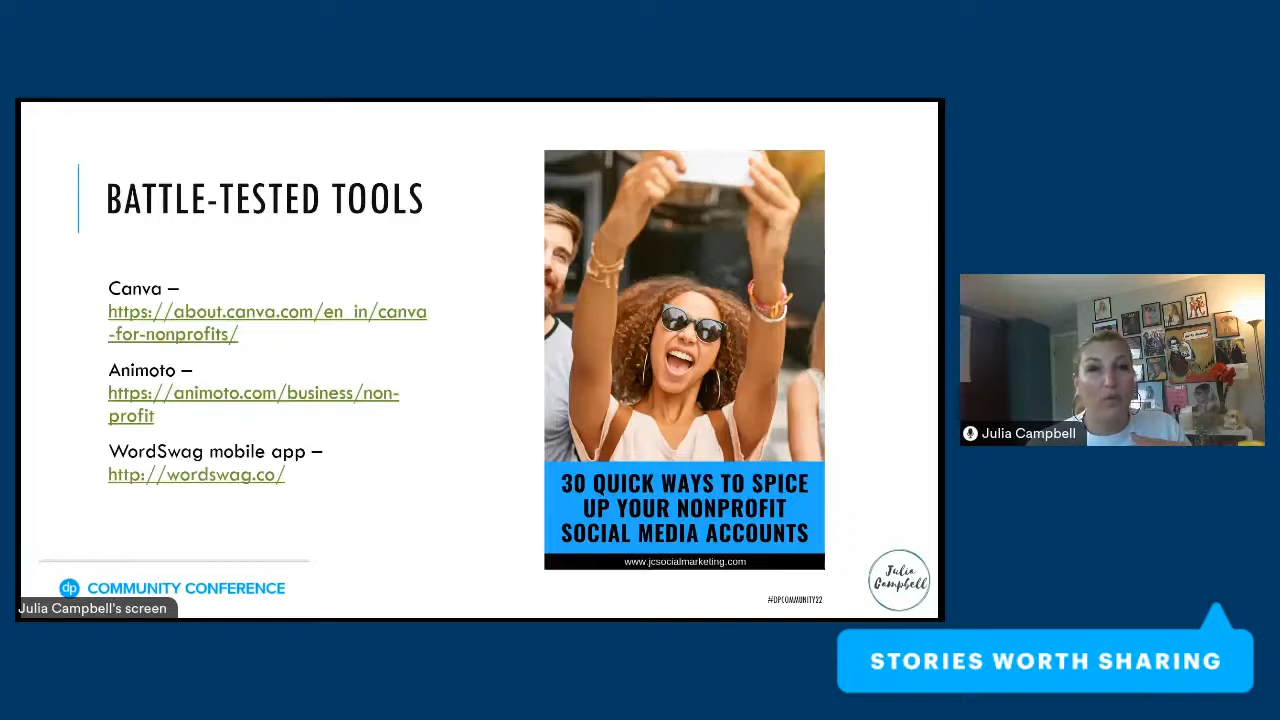 BATTLE-TESTED TOOLS
Canva –
https://about.canva.com/en_in/canva
-for-nonprofits/
Animoto –
https://animoto.com/business/non-
profit
WordSwag mobile app –
http://wordswag.co/
30 QUICK WAYS TO SPICE
UP YOUR NONPROFIT
SOCIAL MEDIA ACCOUNTS
www.jcsocialmarketing.com
dp COMMUNITY CONFERENCE
#DPCOMMUNITY22
Julia
Campbell
Julia Campbell's screen
Julia Campbell
STORIES WORTH SHARING